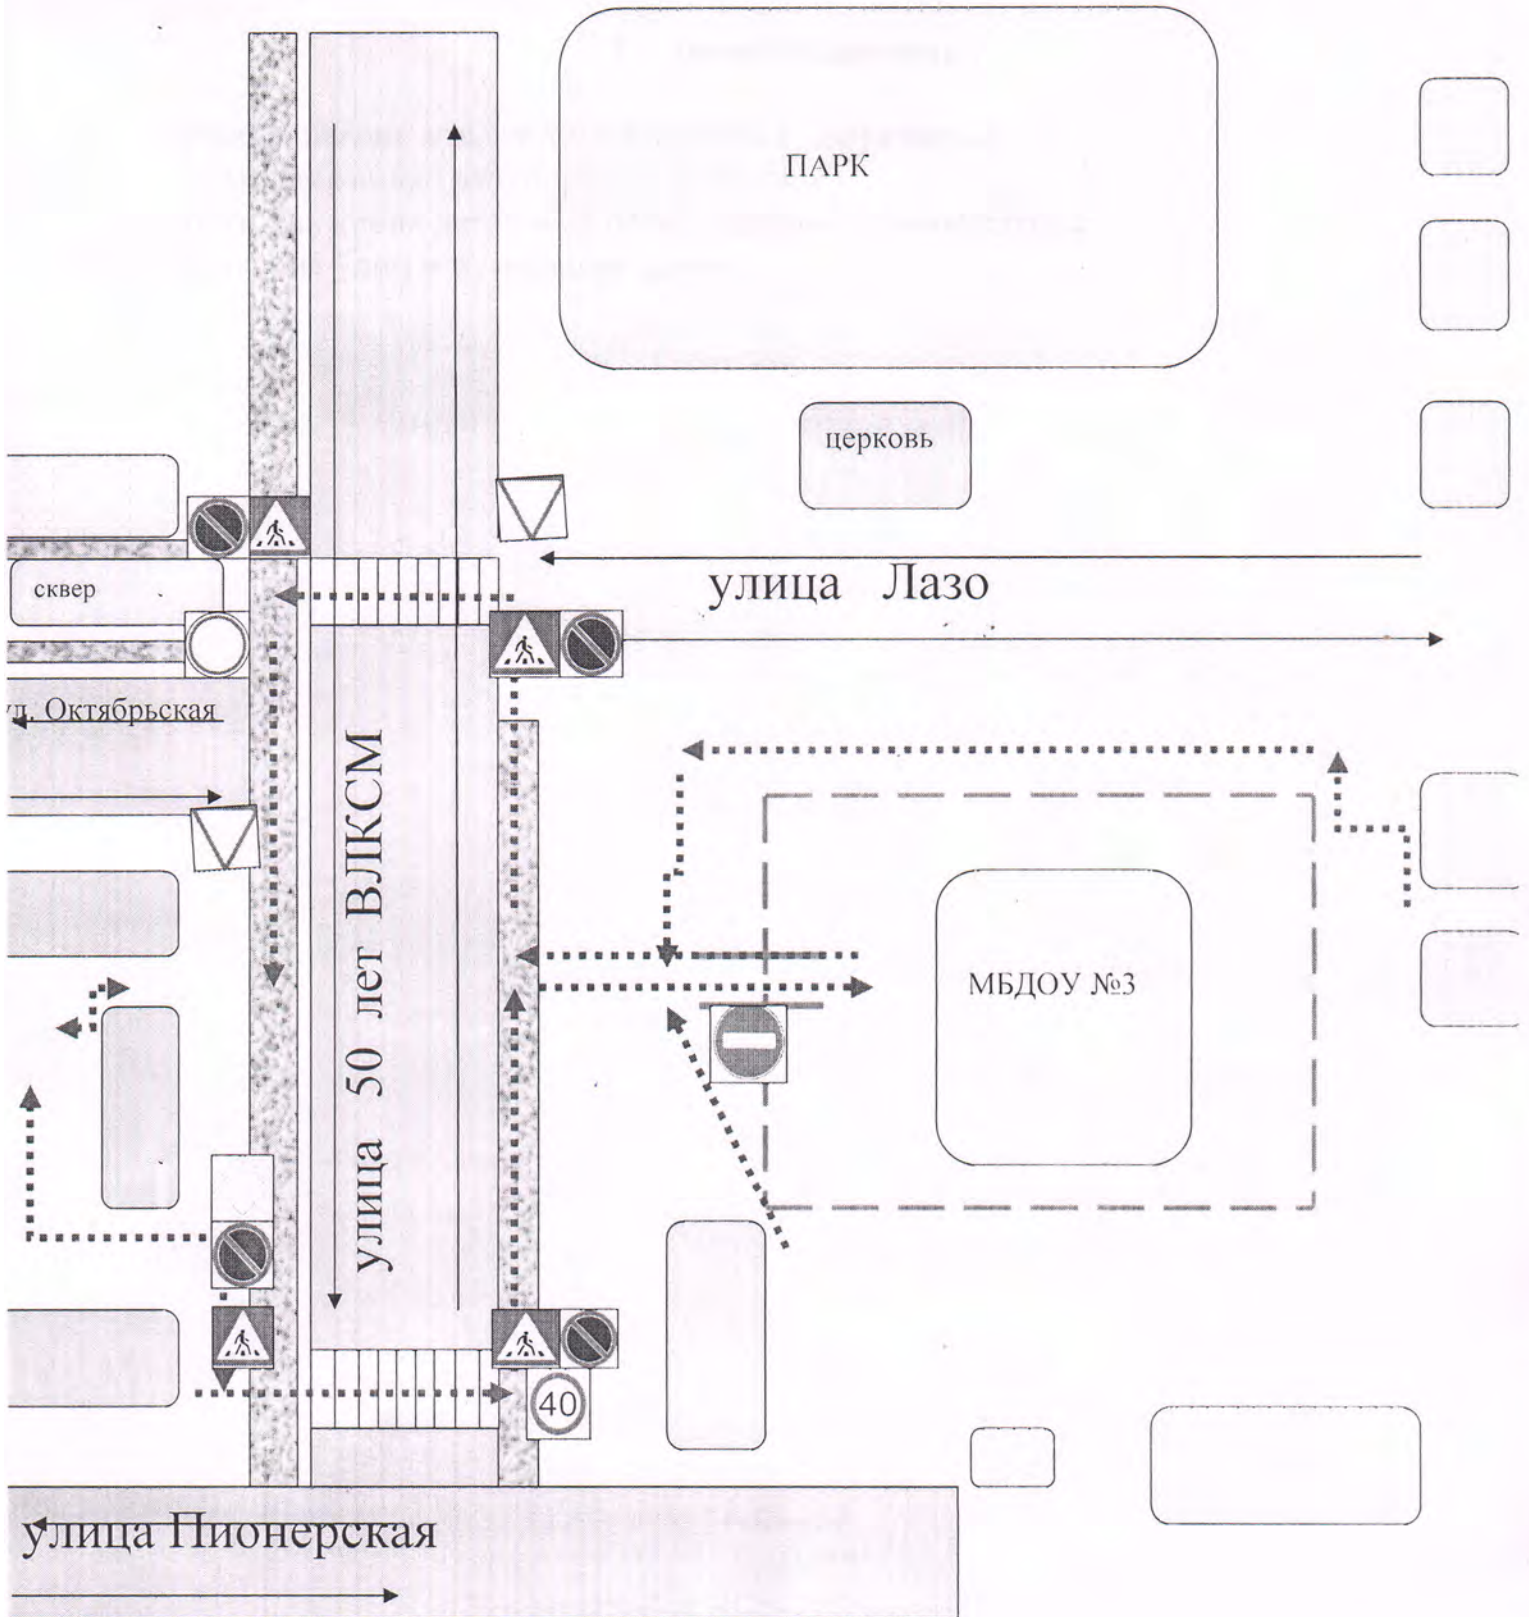 ПАРК
церковь
сквер
улица Лазо
ул. Октябрьская
улица 50 лет ВЛКСМ
МБДОУ №3
40
улица Пионерская